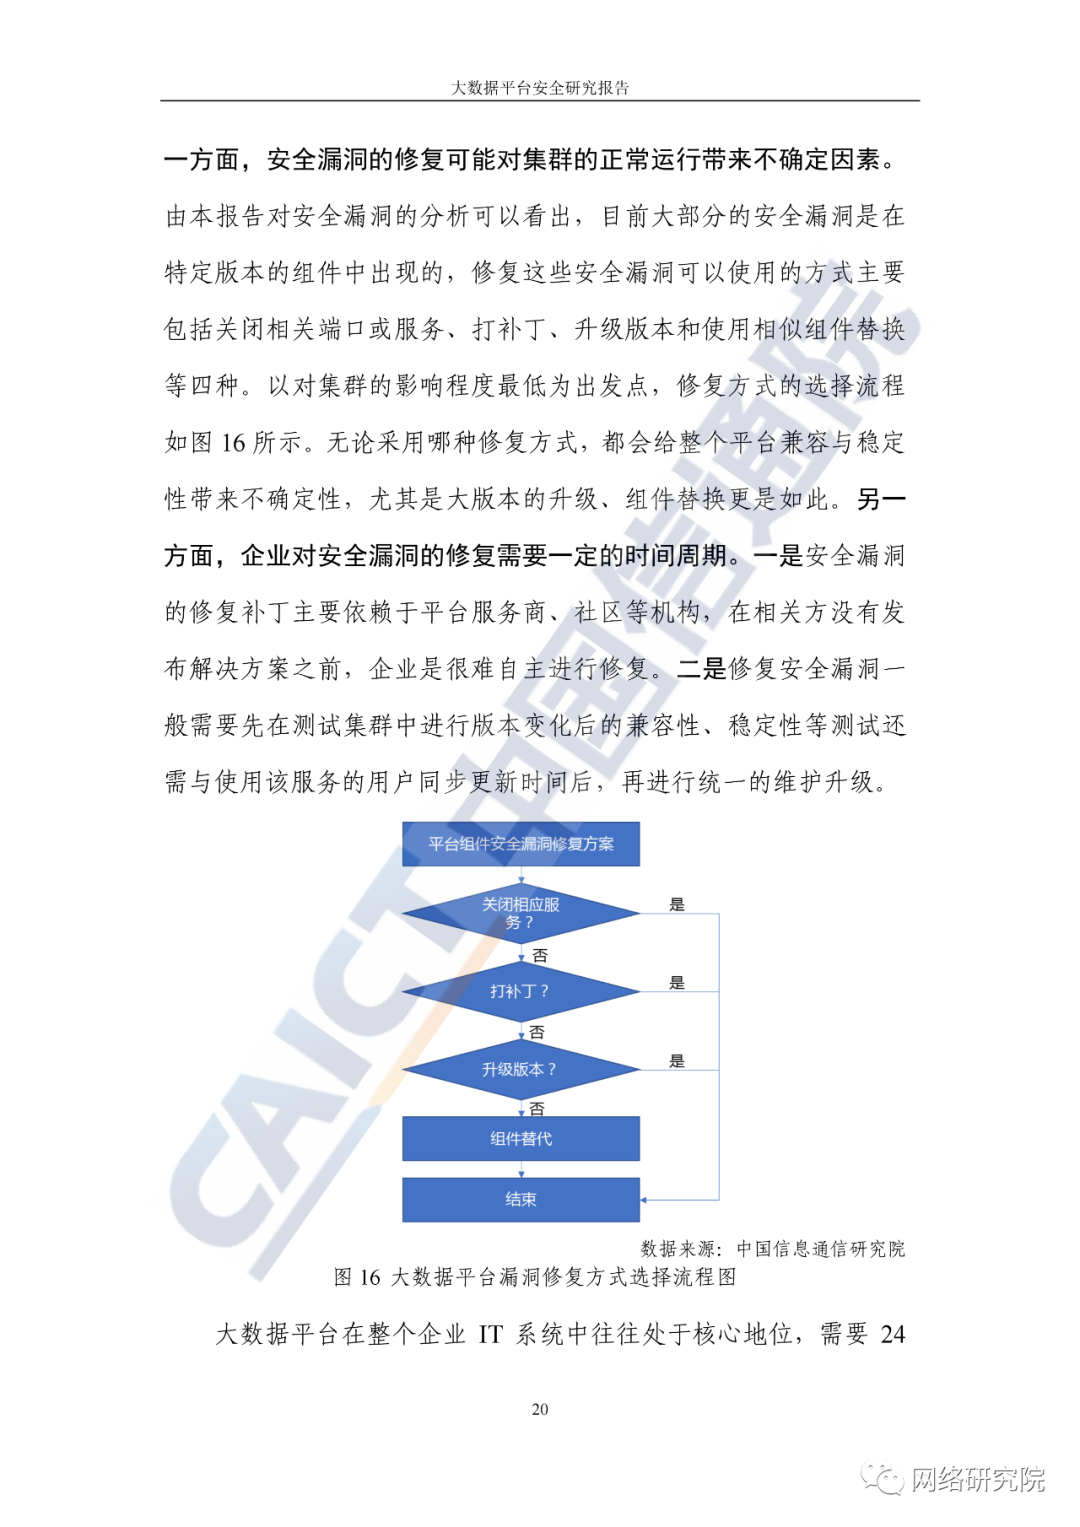 大数据平台安全研究报告
一方面，安全漏洞的修复可能对集群的正常运行带来不确定因素。
由本报告对安全漏洞的分析可以看出，目前大部分的安全漏洞是在
特定版本的组件中出现的，修复这些安全漏洞可以使用的方式主要
包括关闭相关端口或服务、打补丁、升级版本和使用相似组件替换
等四种。以对集群的影响程度最低为出发点，修复方式的选择流程
如图 16 所示。无论采用哪种修复方式，都会给整个平台兼容与稳定
性带来不确定性，尤其是大版本的升级、组件替换更是如此。另一
方面，企业对安全漏洞的修复需要一定的时间周期。一是安全漏洞
的修复补丁主要依赖于平台服务商、社区等机构，在相关方没有发
布解决方案之前，企业是很难自主进行修复。二是修复安全漏洞一
般需要先在测试集群中进行版本变化后的兼容性、稳定性等测试还
需与使用该服务的用户同步更新时间后，再进行统一的维护升级。
平台组件安全漏洞修复方案
关闭相应服
务？
是
否
打补丁？
是
否
升级版本？
是
否
组件替代
结束
数据来源：中国信息通信研究院
图 16 大数据平台漏洞修复方式选择流程图
大数据平台在整个企业 IT 系统中往往处于核心地位，需要 24
20
CAICT 中国信通院
网络研究院